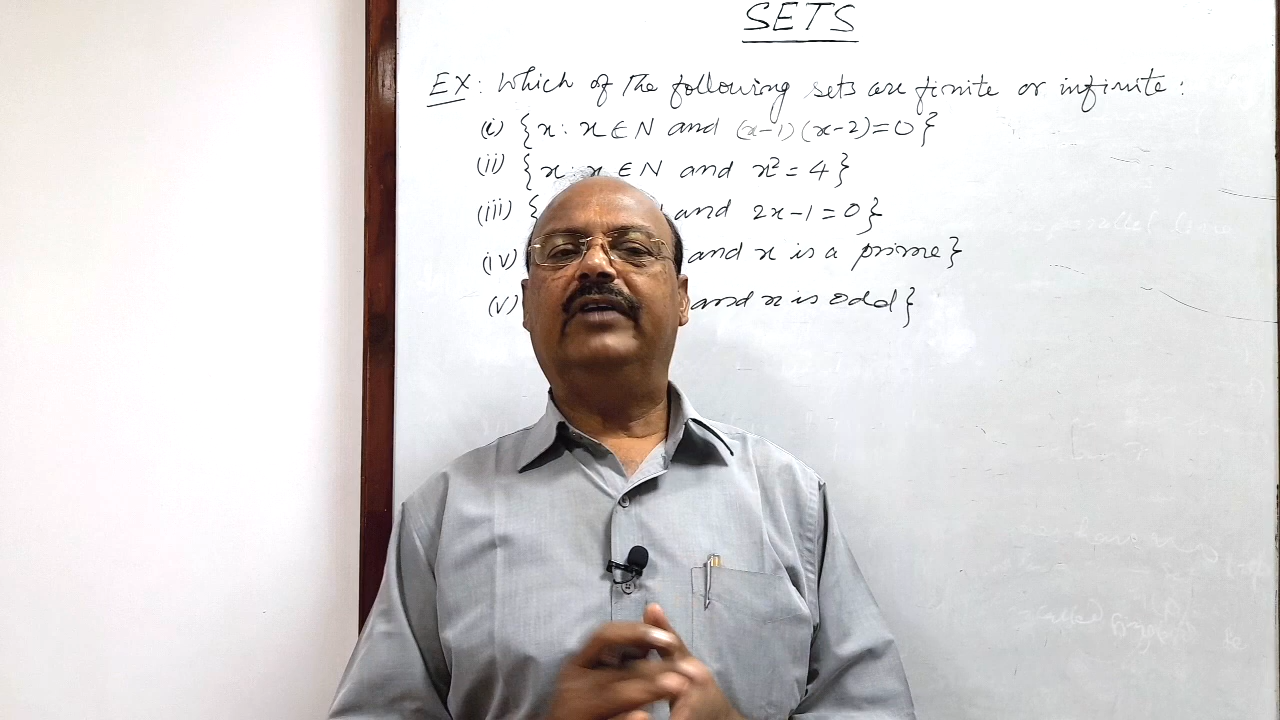 SETS
EX: Which of the following sets are finite or infinite:
(i) {x: x ∈ N and (x-1)(x-2)=0}
(ii) {x: x ∈ N and x² = 4}
(iii) { and 2x-1=0}
(iv) and x is a prime}
(v) and x is odd}